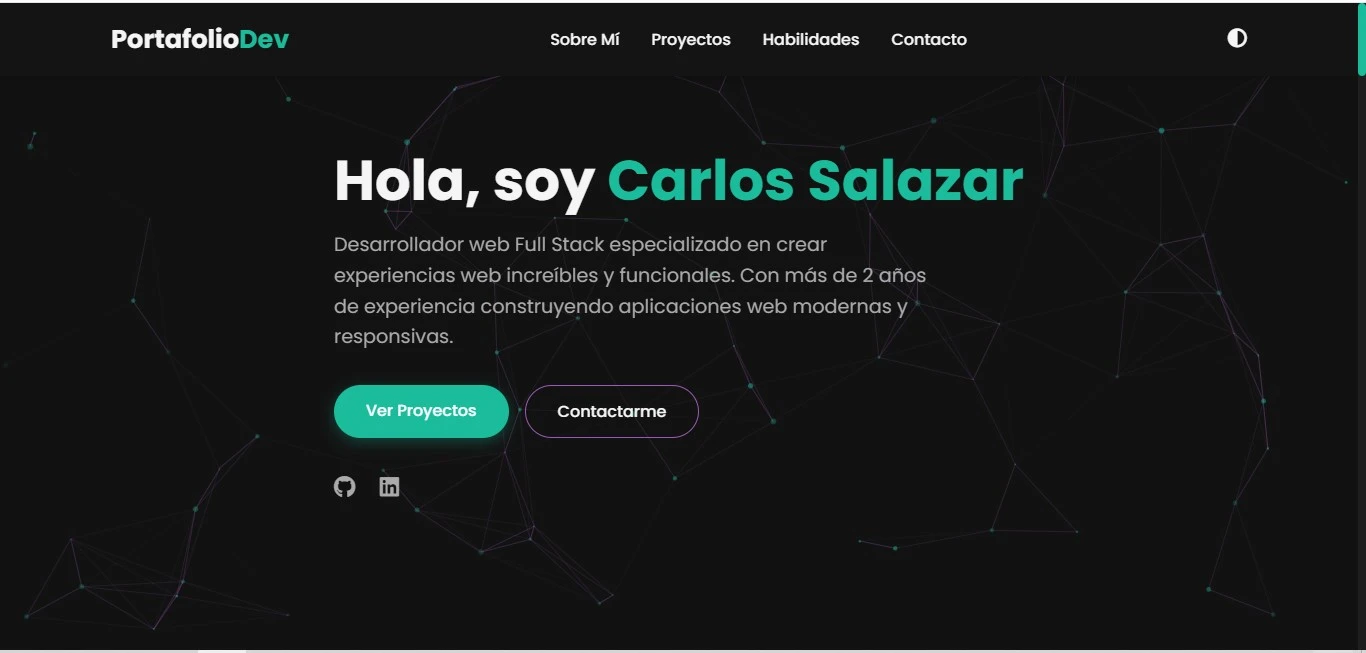 PortafolioDev
Sobre Mí
Proyectos
Habilidades
Contacto
Hola, soy Carlos Salazar
Desarrollador web Full Stack especializado en crear
experiencias web increíbles y funcionales. Con más de 2 años
de experiencia construyendo aplicaciones web modernas y
responsivas.
Ver Proyectos
Contactarme
in